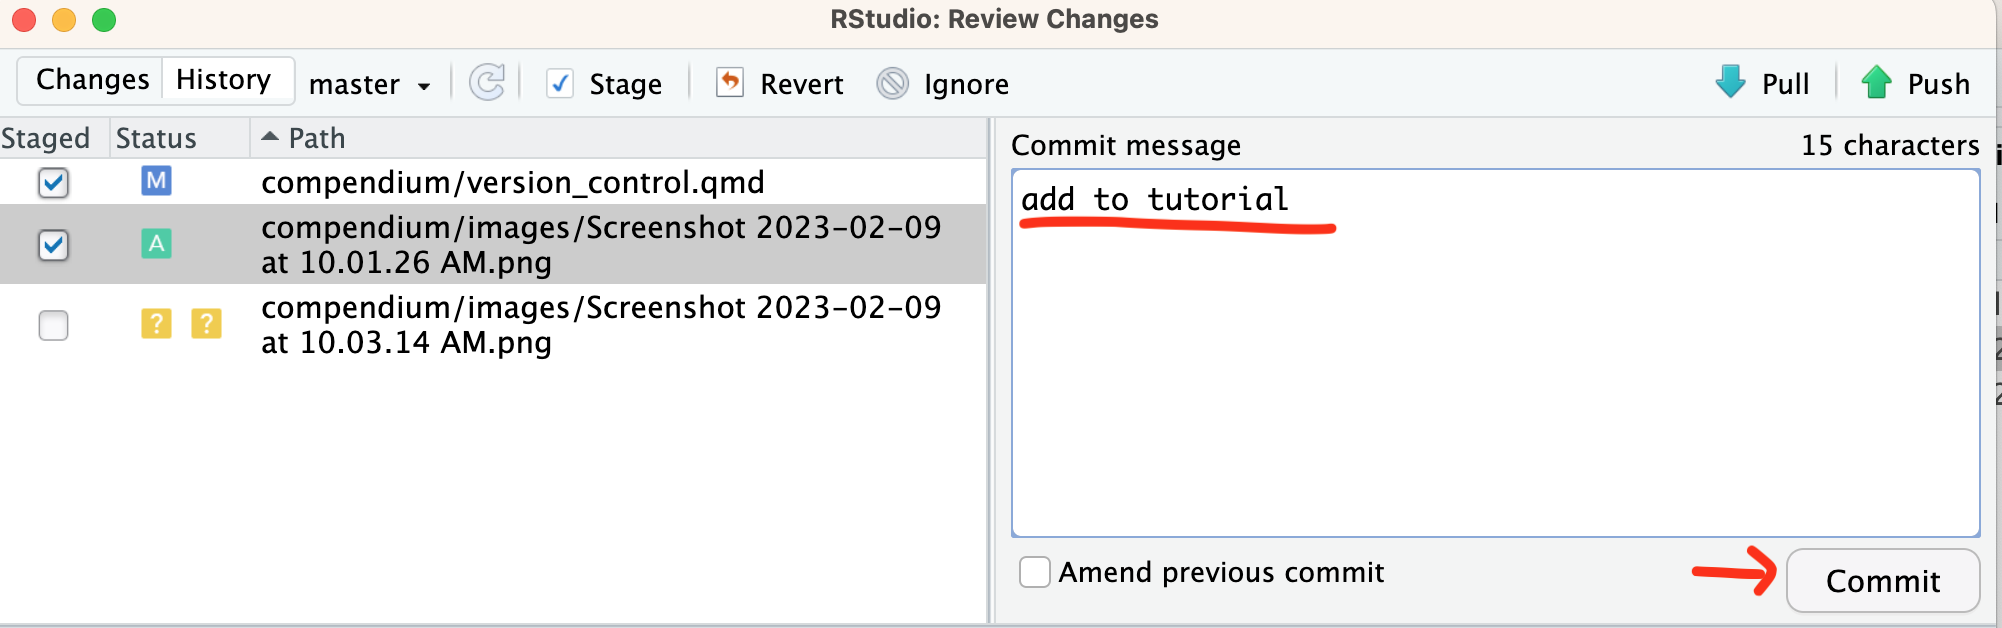 RStudio: Review Changes
Changes History master Stage Revert Ignore Pull Push
Staged Status Path
M compendium/version_control.qmd
A compendium/images/Screenshot 2023-02-09
at 10.01.26 AM.png
? ? compendium/images/Screenshot 2023-02-09
at 10.03.14 AM.png
Commit message 15 characters
add to tutorial
Amend previous commit Commit